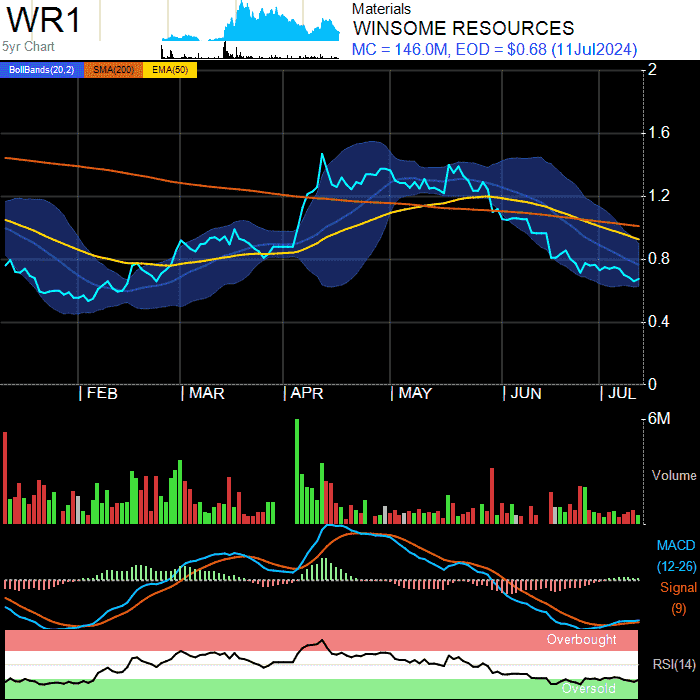 WR1
5yr Chart
Materials
WINSOME RESOURCES
MC = 146.0M, EOD = $0.68 (11Jul2024)
BollBands(20,2) SMA(200) EMA(50)
2
1.6
1.2
0.8
0.4
0
FEB MAR APR MAY JUN JUL
6M
Volume
MACD
(12-26)
Signal
(9)
Overbought
RSI(14)
Oversold